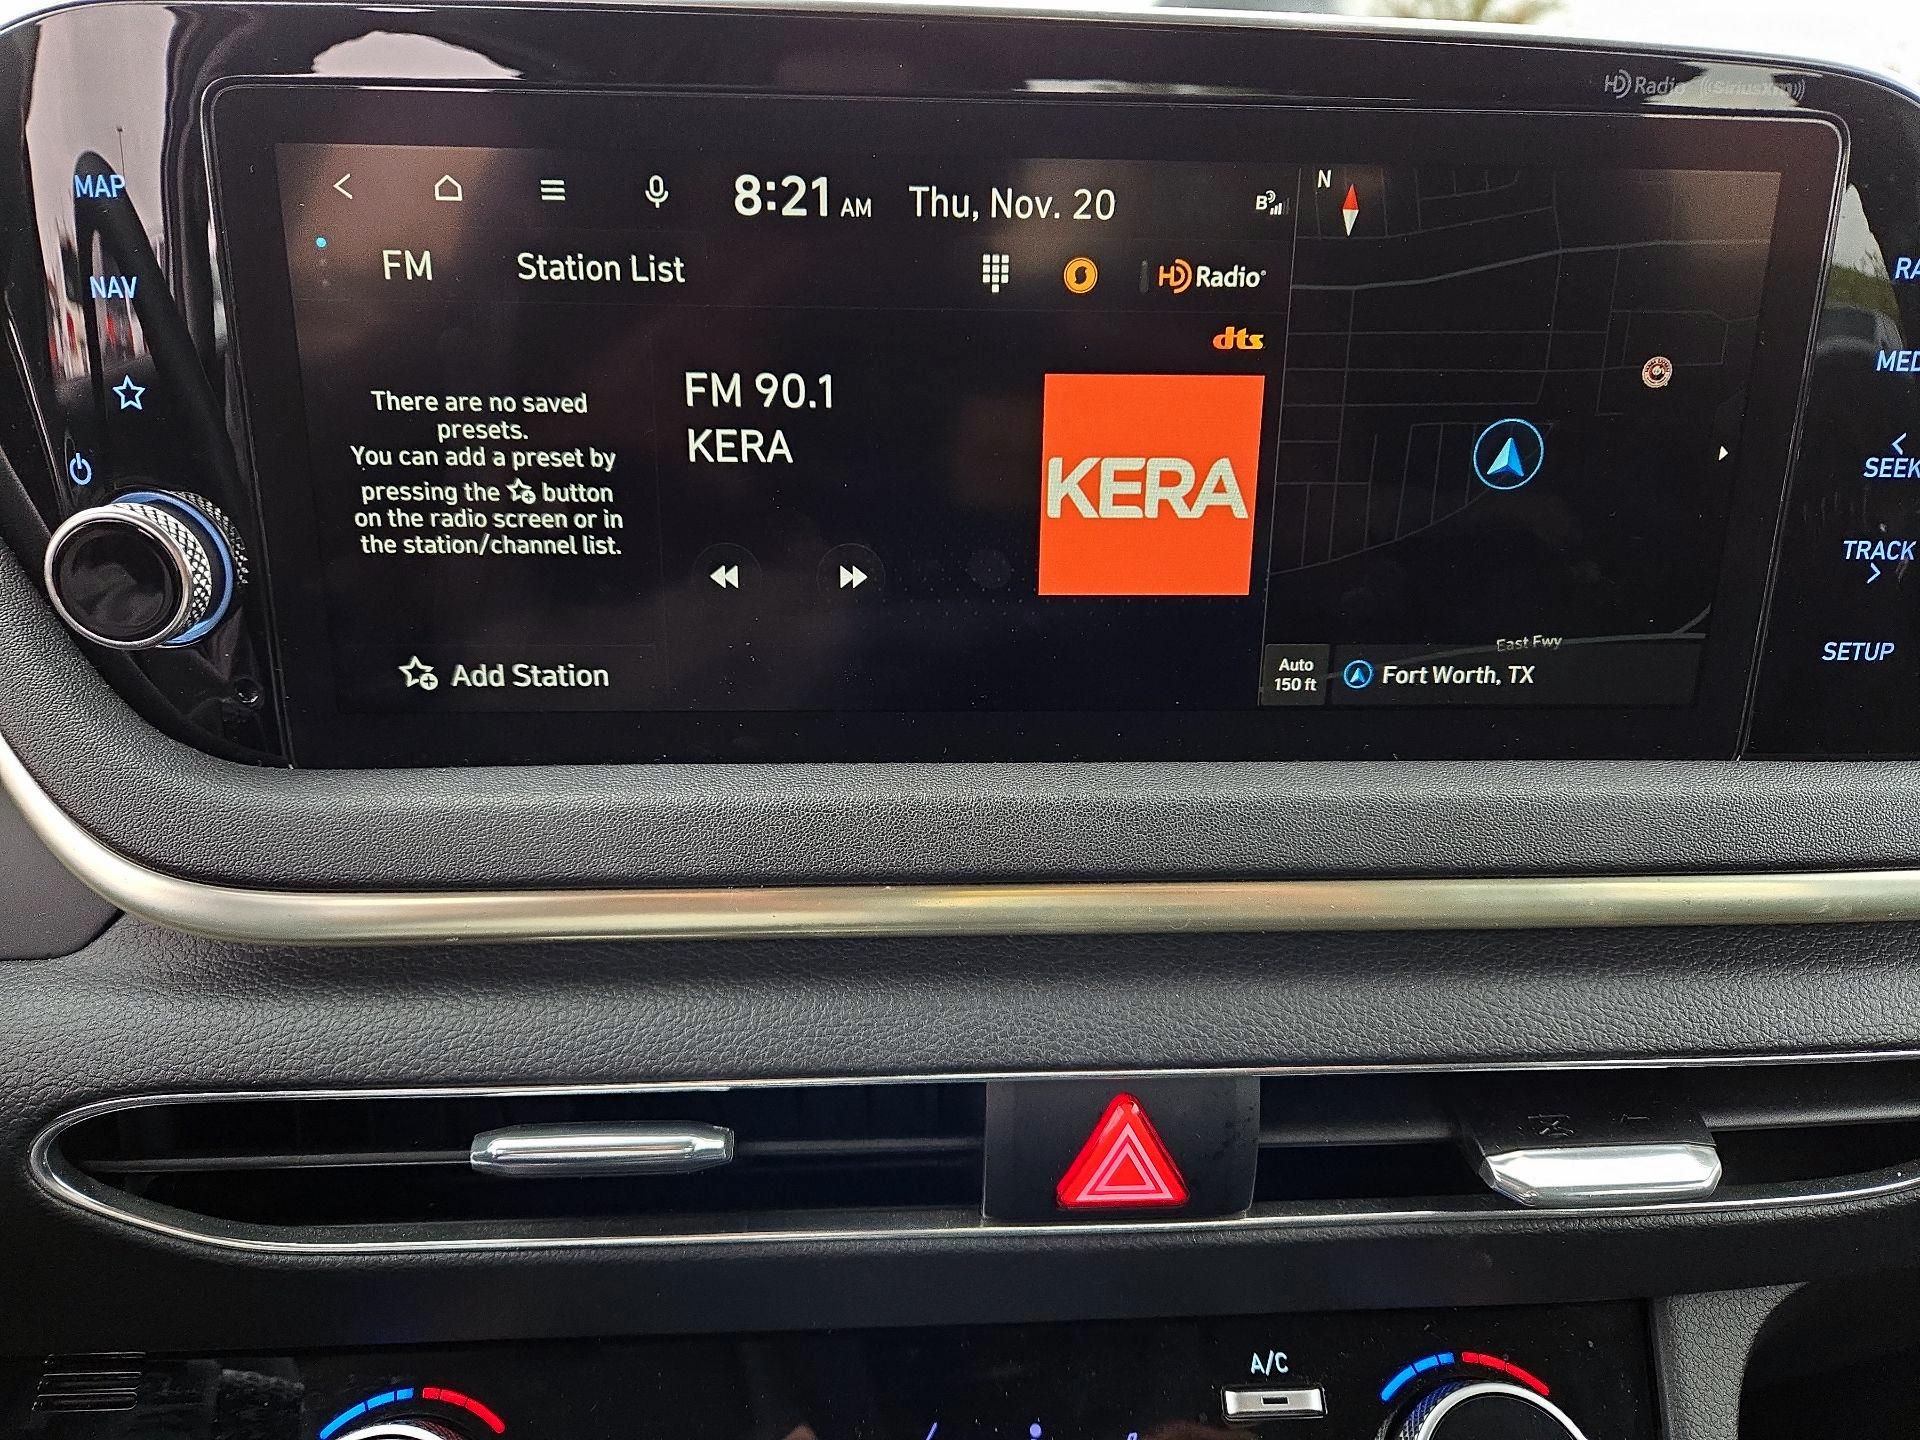 HD Radio SiriusXM
MAP
NAV
8:21 AM Thu, Nov. 20
B
N
FM Station List
HD Radio
dts
There are no saved
presets.
You can add a preset by
pressing the button
on the radio screen or in
the station/channel list.
Add Station
FM 90.1
KERA
KERA
East Fwy
Auto
150 ft
Fort Worth, TX
RA
MED
SEEK
TRACK
SETUP
A/C